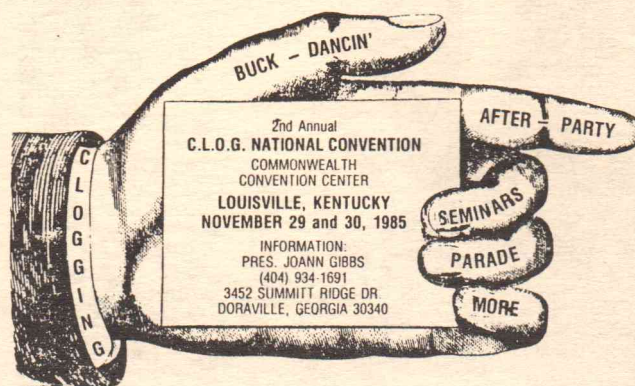 BUCK - DANCIN'
AFTER - PARTY
SEMINARS
PARADE
MORE
CLOGGING
2nd Annual
C.L.O.G. NATIONAL CONVENTION
COMMONWEALTH
CONVENTION CENTER
LOUISVILLE, KENTUCKY
NOVEMBER 29 and 30, 1985
INFORMATION:
PRES. JOANN GIBBS
(404) 934-1691
3452 SUMMITT RIDGE DR.
DORAVILLE, GEORGIA 30340